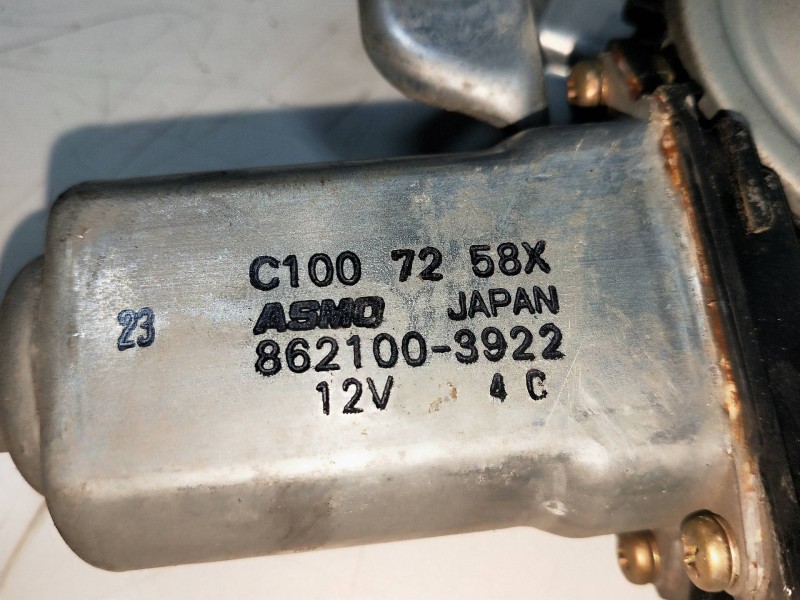 C100 72 58X
ASMO JAPAN
23
862100-3922
12V 4 C